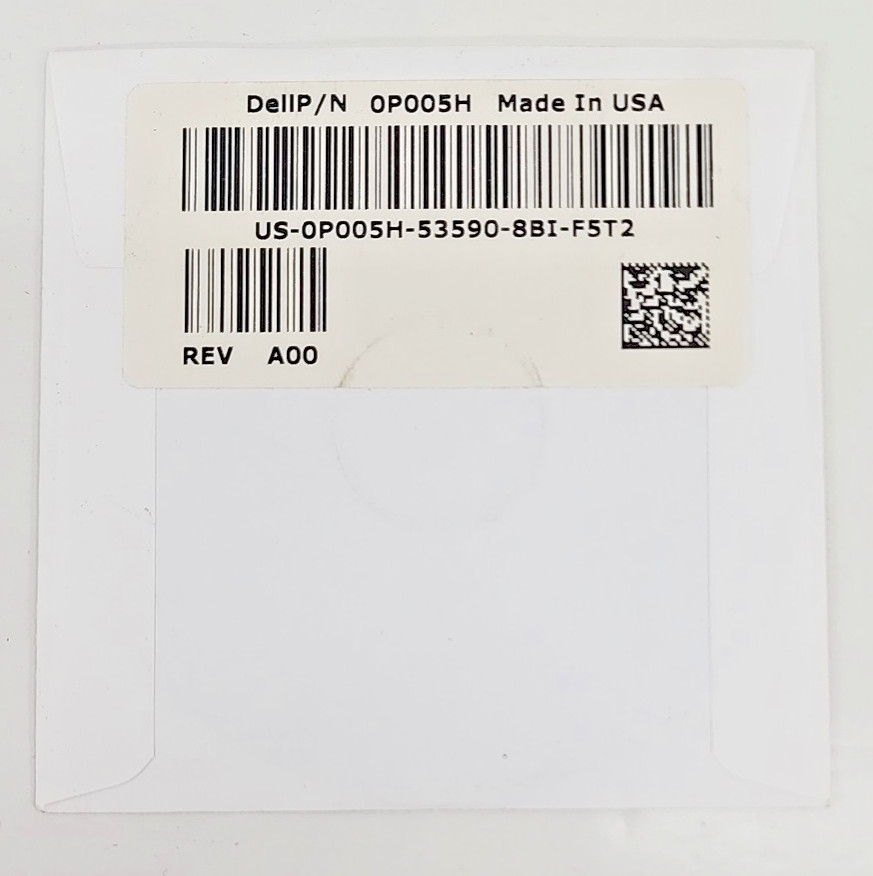 DellP/N 0P005H Made In USA
US-0P005H-53590-8BI-F5T2
REV A00